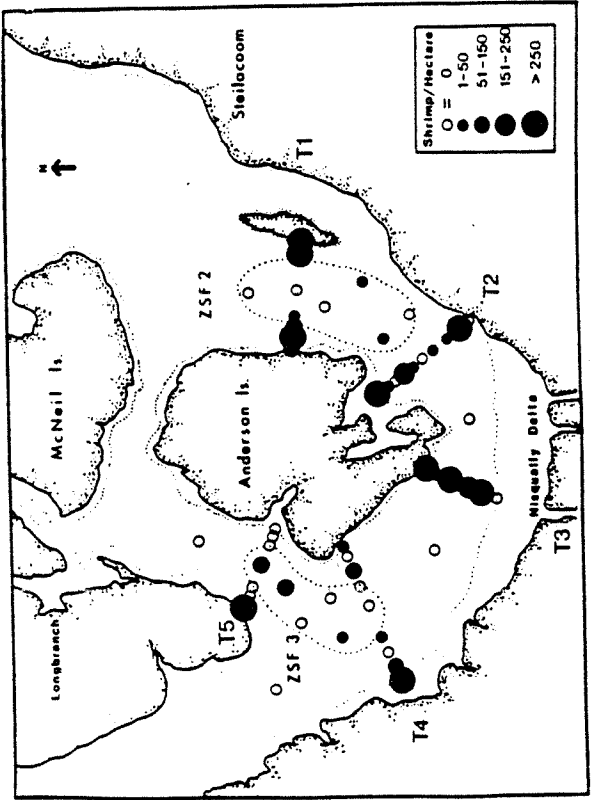 Steilacoom
Shrimp/Hectare
= 0
1-50
51-150
151-250
> 250
N
T1
ZSF 2
T2
McNeil Is.
Anderson Is.
Nisqually Delta
T3
Longbranch
T5
ZSF 3
T4